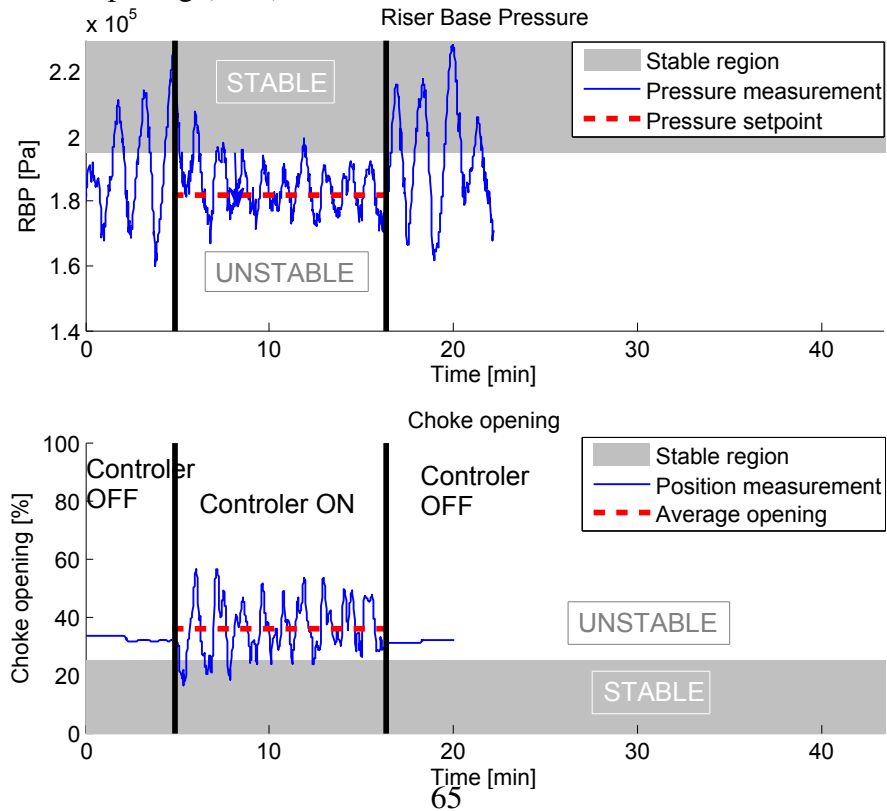 Riser Base Pressure
x 10⁵
2.2
2
1.8
1.6
1.4
RBP [Pa]
STABLE
UNSTABLE
Stable region
Pressure measurement
Pressure setpoint
0 10 20 30 40
Time [min]
Choke opening
100
80
60
40
20
0
Choke opening [%]
Controler
OFF
Controler ON
Controler
OFF
Stable region
Position measurement
Average opening
UNSTABLE
STABLE
0 10 20 30 40
Time [min]
65